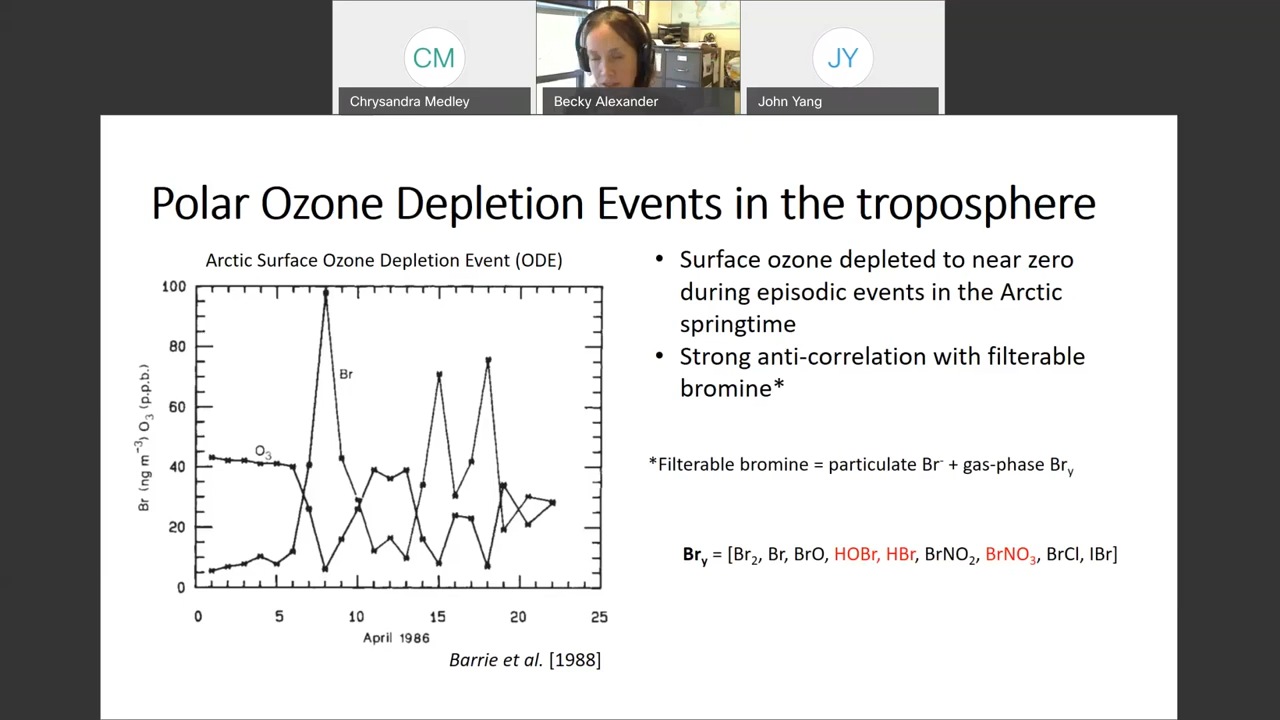 CM
JY
Chrysandra Medley
Becky Alexander
John Yang
Polar Ozone Depletion Events in the troposphere
Arctic Surface Ozone Depletion Event (ODE)
100
80
60
40
20
0
Br (ng m⁻³) O₃ (p.p.b.)
Br
O₃
0 5 10 15 20 25
April 1986
Barrie et al. [1988]
• Surface ozone depleted to near zero
during episodic events in the Arctic
springtime
• Strong anti-correlation with filterable
bromine*
*Filterable bromine = particulate Br⁻ + gas-phase Brᵧ
Brᵧ = [Br₂, Br, BrO, HOBr, HBr, BrNO₂, BrNO₃, BrCl, IBr]